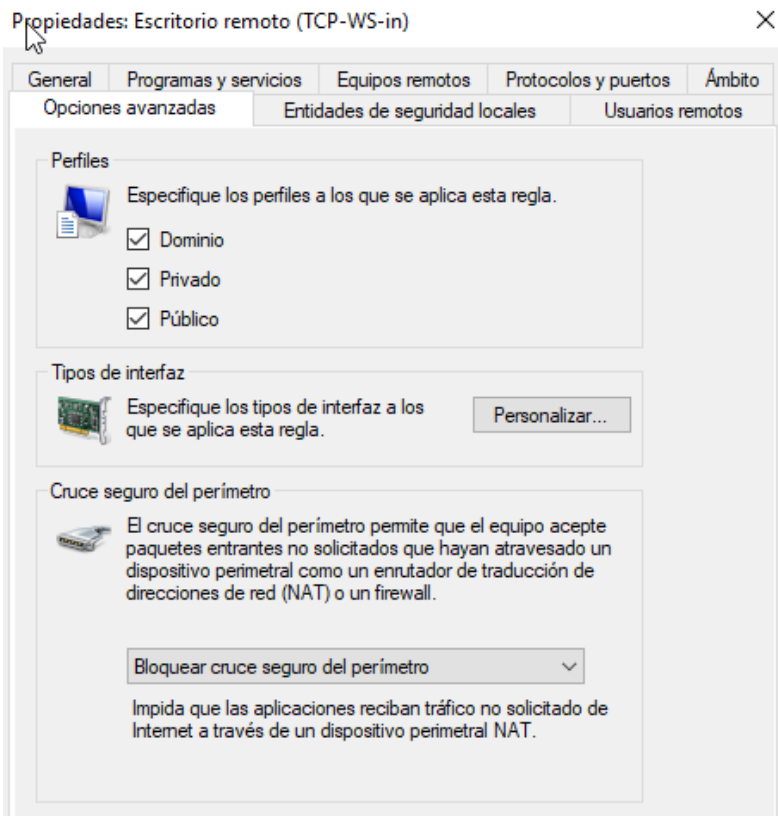 Propiedades: Escritorio remoto (TCP-WS-in)
General
Programas y servicios
Equipos remotos
Protocolos y puertos
Ámbito
Opciones avanzadas
Entidades de seguridad locales
Usuarios remotos
Perfiles
Especifique los perfiles a los que se aplica esta regla.
Dominio
Privado
Público
Tipos de interfaz
Especifique los tipos de interfaz a los
que se aplica esta regla.
Personalizar...
Cruce seguro del perímetro
El cruce seguro del perímetro permite que el equipo acepte
paquetes entrantes no solicitados que hayan atravesado un
dispositivo perimetral como un enrutador de traducción de
direcciones de red (NAT) o un firewall.
Bloquear cruce seguro del perímetro
Impida que las aplicaciones reciban tráfico no solicitado de
Internet a través de un dispositivo perimetral NAT.